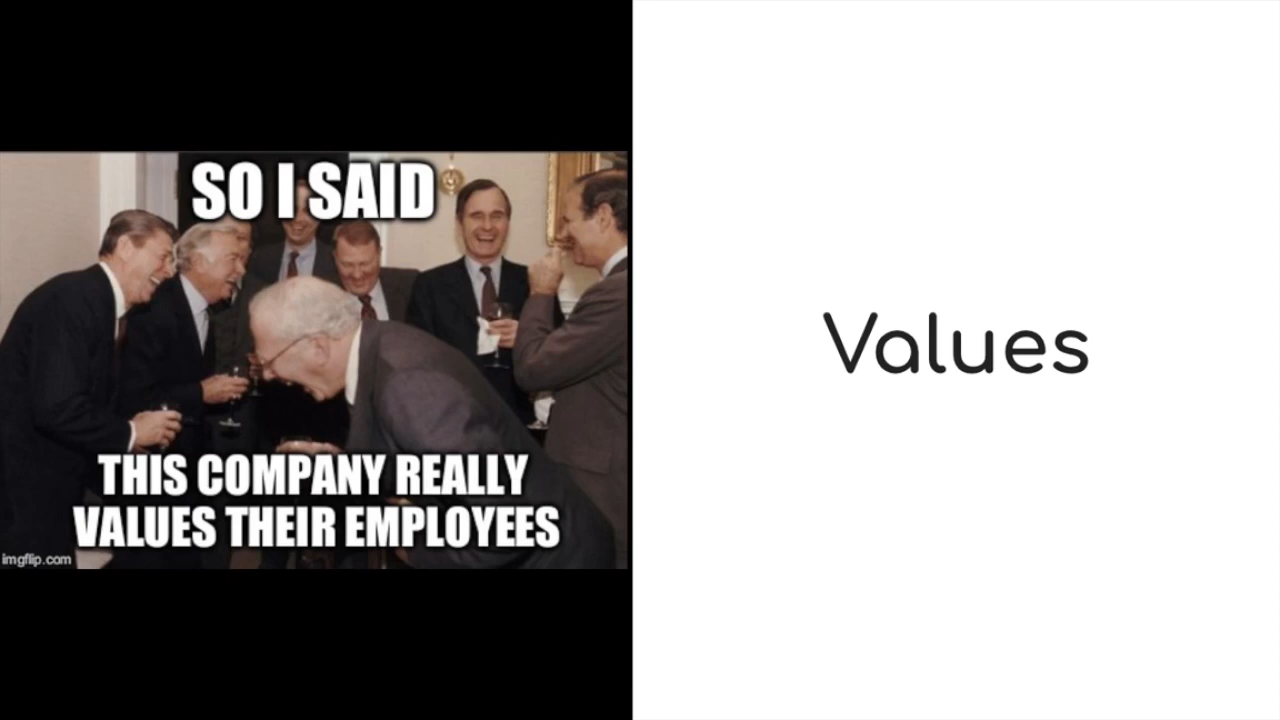 SO I SAID
THIS COMPANY REALLY
VALUES THEIR EMPLOYEES
imgflip.com
Values